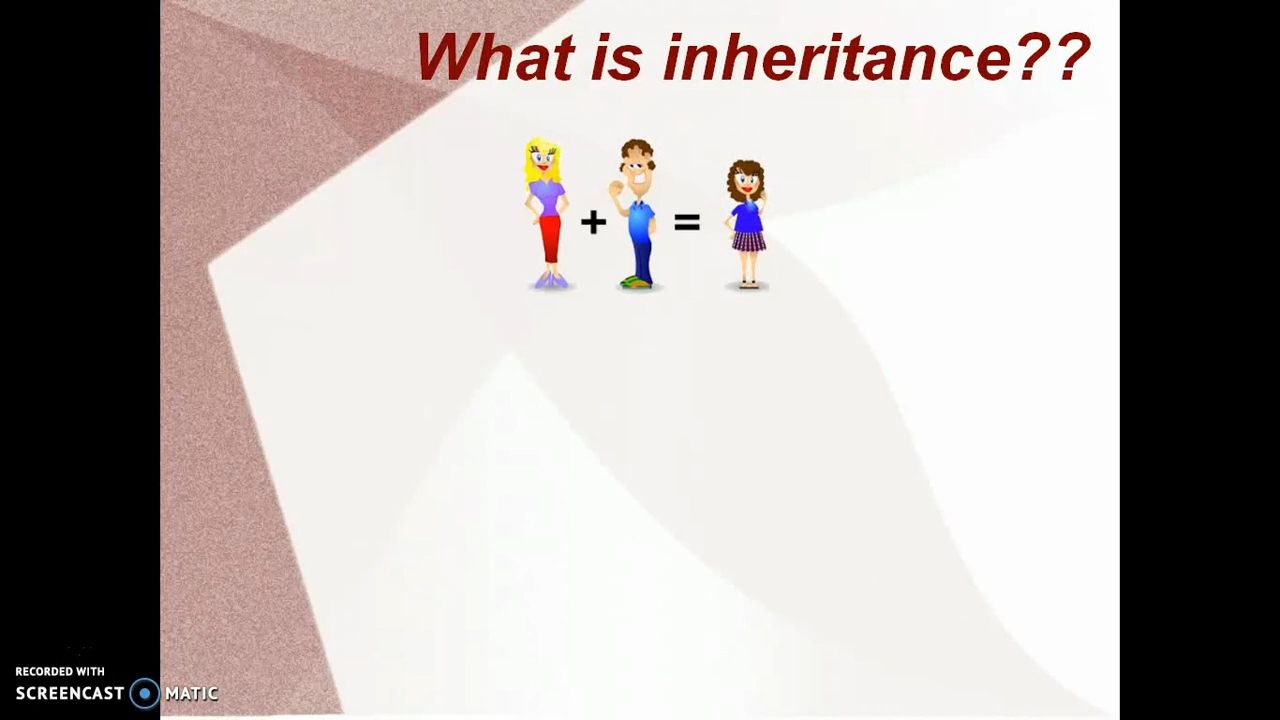 What is inheritance??
+ =
RECORDED WITH
SCREENCAST MATIC